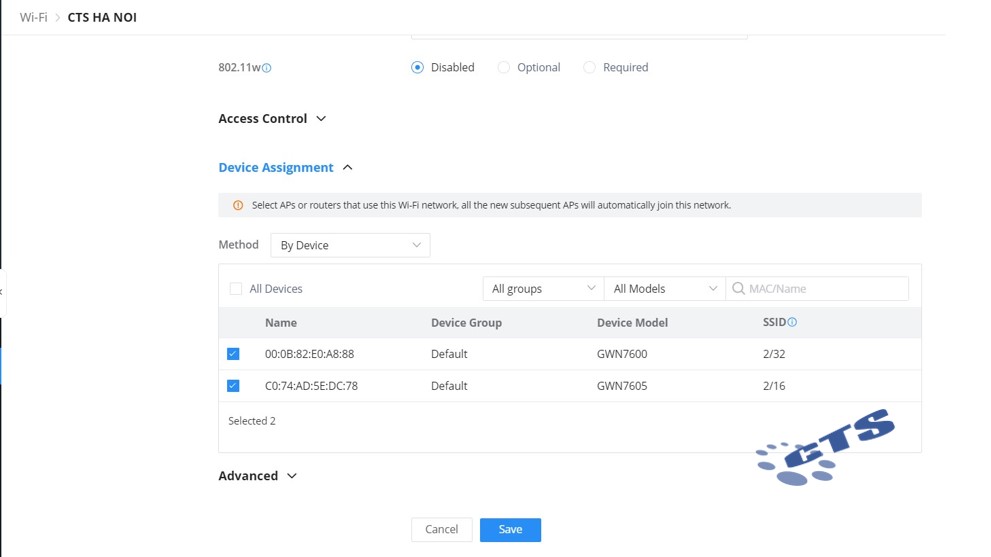 Wi-Fi > CTS HA NOI
802.11w
Disabled Optional Required
Access Control
Device Assignment
Select APs or routers that use this Wi-Fi network, all the new subsequent APs will automatically join this network.
Method By Device
All Devices All groups All Models MAC/Name
Name Device Group Device Model SSID
00:0B:82:E0:A8:88 Default GWN7600 2/32
C0:74:AD:5E:DC:78 Default GWN7605 2/16
Selected 2
CTS
Advanced
Cancel Save